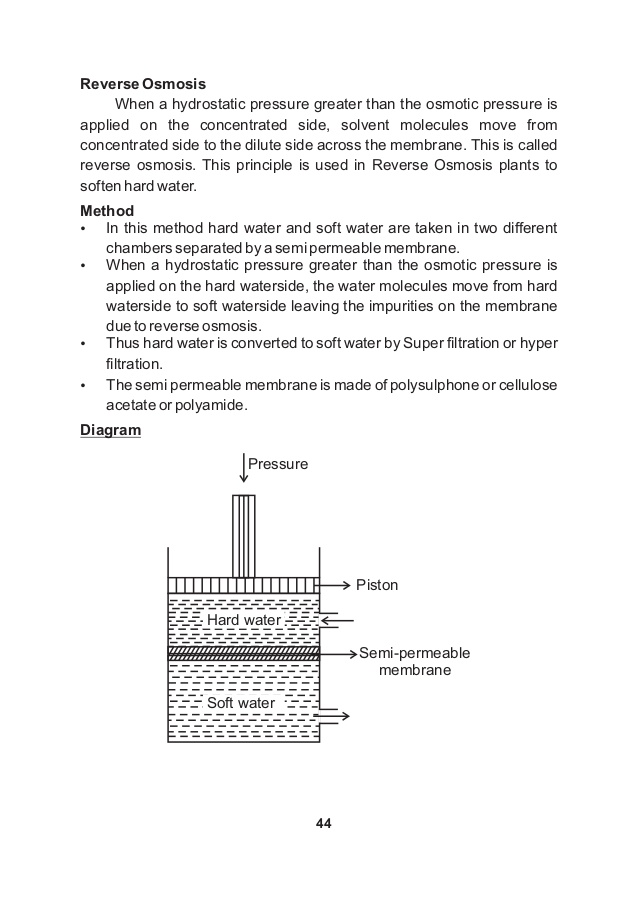 Reverse Osmosis
When a hydrostatic pressure greater than the osmotic pressure is
applied on the concentrated side, solvent molecules move from
concentrated side to the dilute side across the membrane. This is called
reverse osmosis. This principle is used in Reverse Osmosis plants to
soften hard water.
Method
• In this method hard water and soft water are taken in two different
chambers separated by a semi permeable membrane.
• When a hydrostatic pressure greater than the osmotic pressure is
applied on the hard waterside, the water molecules move from hard
waterside to soft waterside leaving the impurities on the membrane
due to reverse osmosis.
• Thus hard water is converted to soft water by Super filtration or hyper
filtration.
• The semi permeable membrane is made of polysulphone or cellulose
acetate or polyamide.
Diagram
Pressure
Piston
Hard water
Semi-permeable
membrane
Soft water
44